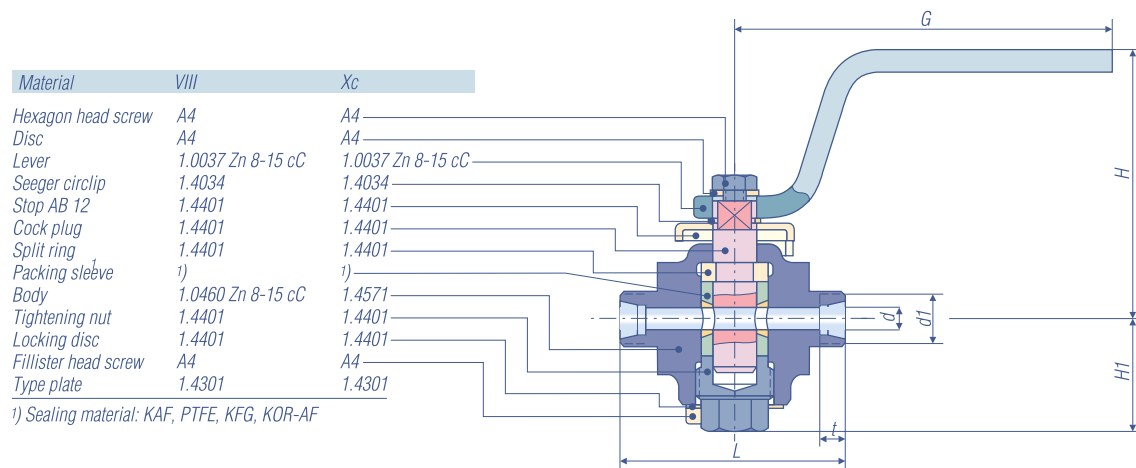 G
Material VIII Xc
Hexagon head screw A4 A4
Disc A4 A4
Lever 1.0037 Zn 8-15 cC 1.0037 Zn 8-15 cC
Seeger circlip 1.4034 1.4034
Stop AB 12 1.4401 1.4401
Cock plug 1.4401 1.4401
Split ring 1.4401 1.4401
1
Packing sleeve 1) 1)
Body 1.0460 Zn 8-15 cC 1.4571
Tightening nut 1.4401 1.4401
Locking disc 1.4401 1.4401
Fillister head screw A4 A4
Type plate 1.4301 1.4301
1) Sealing material: KAF, PTFE, KFG, KOR-AF
H
d
d1
H1
t
L